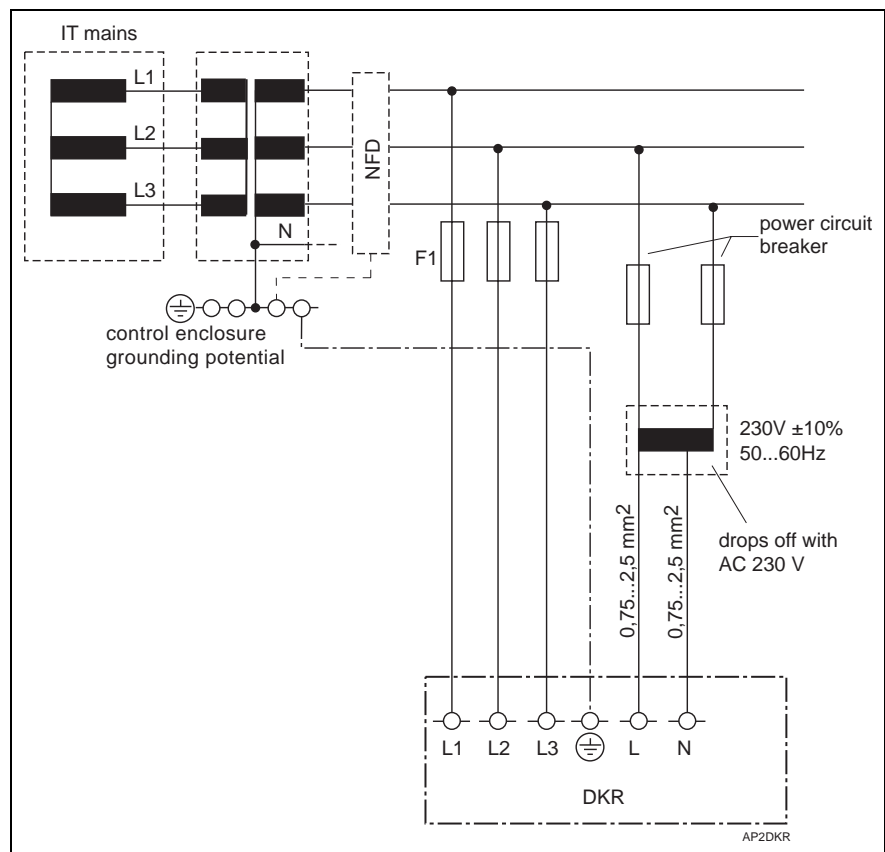 IT mains
L1
L2
L3
N
NFD
F1
power circuit
breaker
control enclosure
grounding potential
230V ±10%
50...60Hz
drops off with
AC 230 V
0,75...2,5 mm2
0,75...2,5 mm2
L1
L2
L3
L
N
DKR
AP2DKR